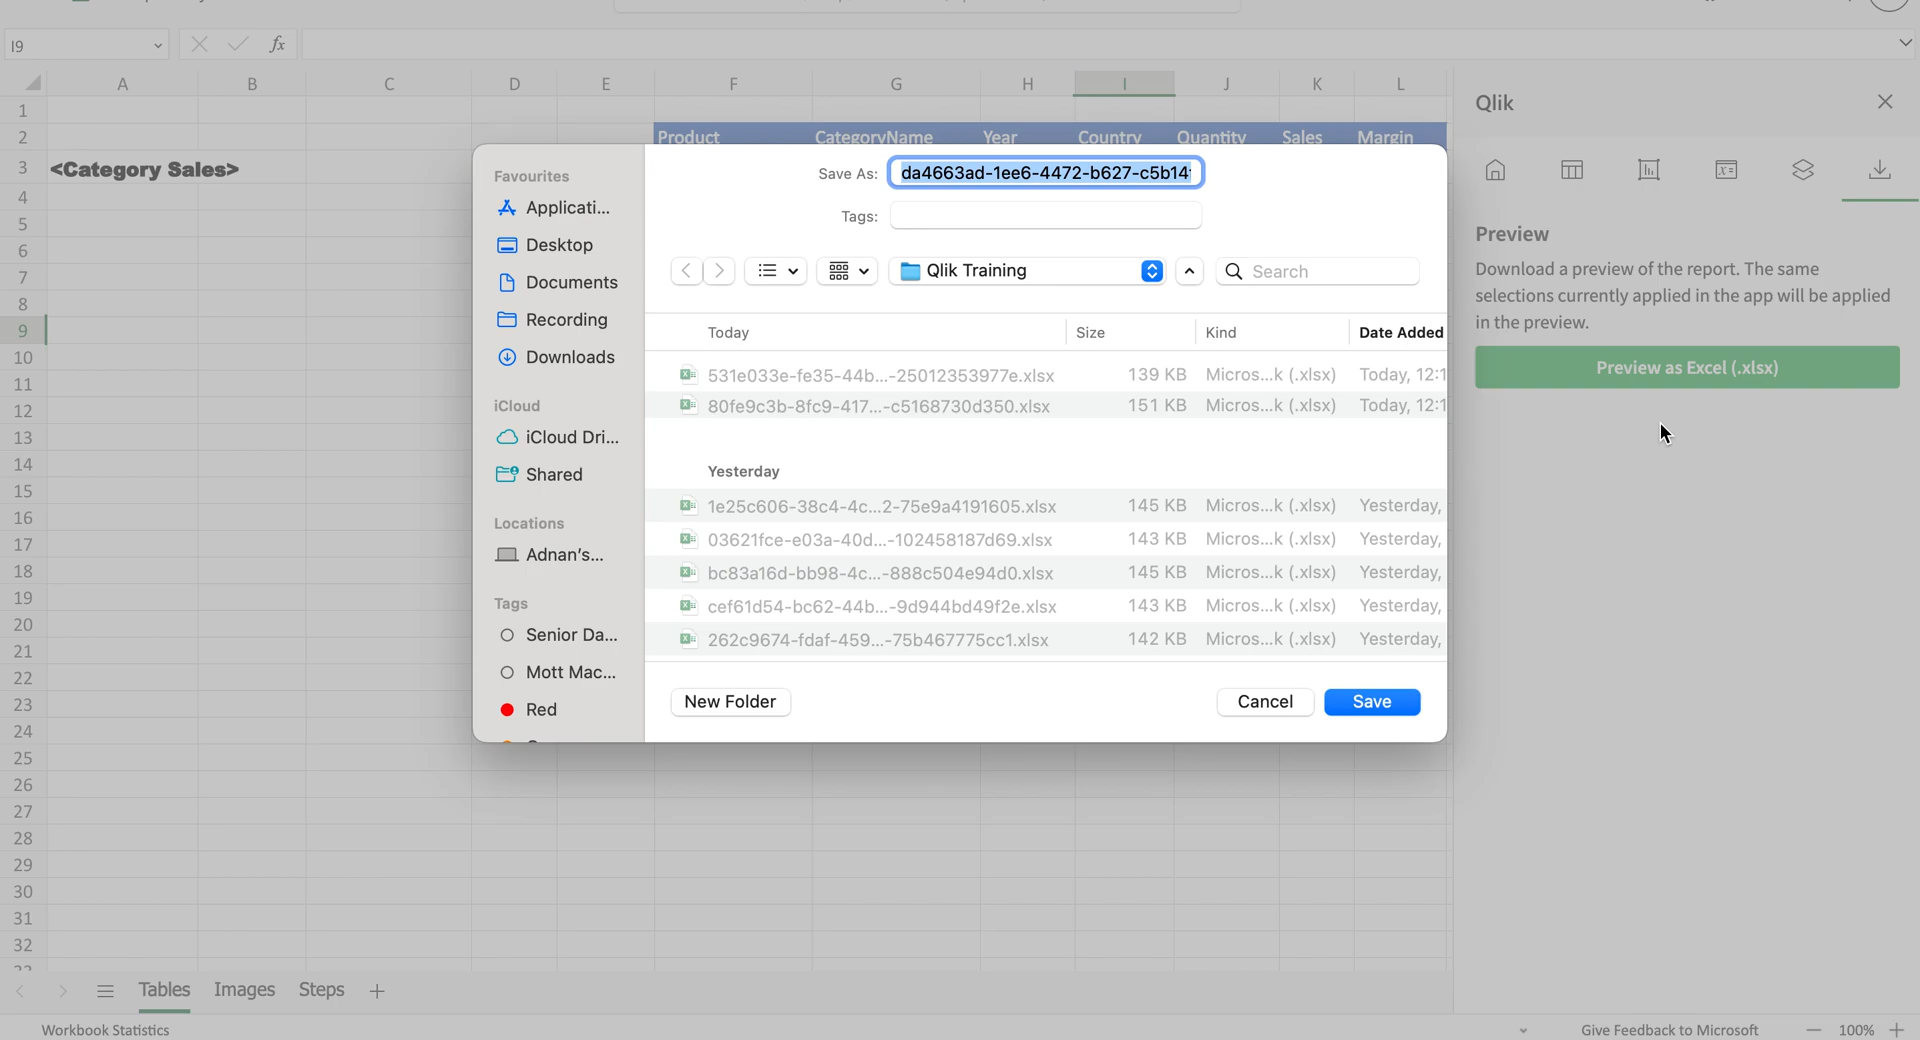 I9
fx
A B C D E F G H I J K L
Qlik
1
2 Product CategoryName Year Country Quantity Sales Margin
3 <Category Sales>
4
5
6
7
8
9
10
11
12
13
14
15
16
17
18
19
20
21
22
23
24
25
26
27
28
29
30
31
32
Favourites
Applicati...
Desktop
Documents
Recording
Downloads
iCloud
iCloud Dri...
Shared
Locations
Adnan's...
Tags
Senior Da...
Mott Mac...
Red
Save As: da4663ad-1ee6-4472-b627-c5b14
Tags:
Qlik Training
Search
Today Size Kind Date Added
531e033e-fe35-44b...-25012353977e.xlsx 139 KB Micros...k (.xlsx) Today, 12:1
80fe9c3b-8fc9-417...-c5168730d350.xlsx 151 KB Micros...k (.xlsx) Today, 12:1
Yesterday
1e25c606-38c4-4c...2-75e9a4191605.xlsx 145 KB Micros...k (.xlsx) Yesterday,
03621fce-e03a-40d...-102458187d69.xlsx 143 KB Micros...k (.xlsx) Yesterday,
bc83a16d-bb98-4c...-888c504e94d0.xlsx 145 KB Micros...k (.xlsx) Yesterday,
cef61d54-bc62-44b...-9d944bd49f2e.xlsx 143 KB Micros...k (.xlsx) Yesterday,
262c9674-fdaf-459...-75b467775cc1.xlsx 142 KB Micros...k (.xlsx) Yesterday,
New Folder Cancel Save
Preview
Download a preview of the report. The same
selections currently applied in the app will be applied
in the preview.
Preview as Excel (.xlsx)
Tables Images Steps
Workbook Statistics
Give Feedback to Microsoft
100%